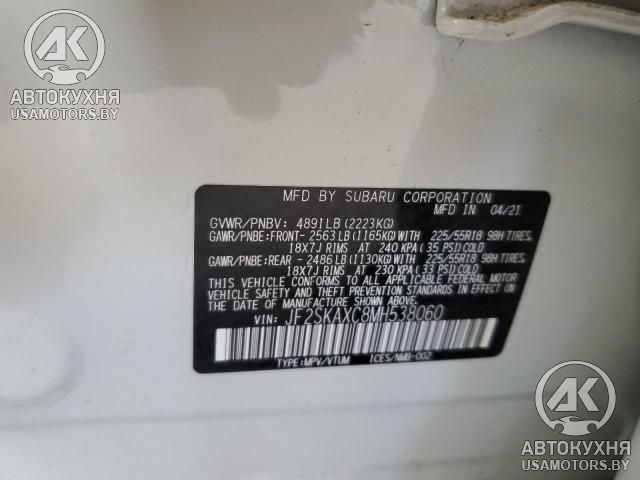 АК
АВТОКУХНЯ
USAMOTORS.BY
MFD BY SUBARU CORPORATION
MFD IN 04/21
GVWR/PNBV: 4891LB (2223KG)
GAWR/PNBE:FRONT- 2563LB(1165KG)WITH 225/55R18 98H TIRES,
18X7J RIMS AT 240 KPA (35 PSI)COLD
GAWR/PNBE:REAR -2486LB(1130KG)WITH 225/55R18 98H TIRES,
18X7J RIMS AT 230 KPA (33 PSI)COLD
THIS VEHICLE CONFORMS TO ALL APPLICABLE FEDERAL MOTOR
VEHICLE SAFETY AND THEFT PREVENTION STANDARDS IN EFFECT ON
THE DATE OF MANUFACTURE SHOWN ABOVE.
VIN: JF2SKAXC8MH538060
TYPE:MPV/VTUM ICES/NMB-002
АК
АВТОКУХНЯ
USAMOTORS.BY